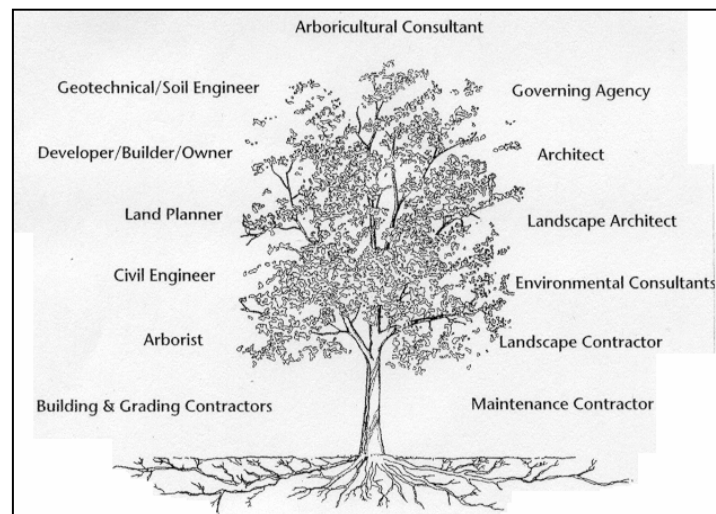 Arboricultural Consultant
Geotechnical/Soil Engineer
Governing Agency
Developer/Builder/Owner
Architect
Land Planner
Landscape Architect
Civil Engineer
Environmental Consultants
Arborist
Landscape Contractor
Building & Grading Contractors
Maintenance Contractor